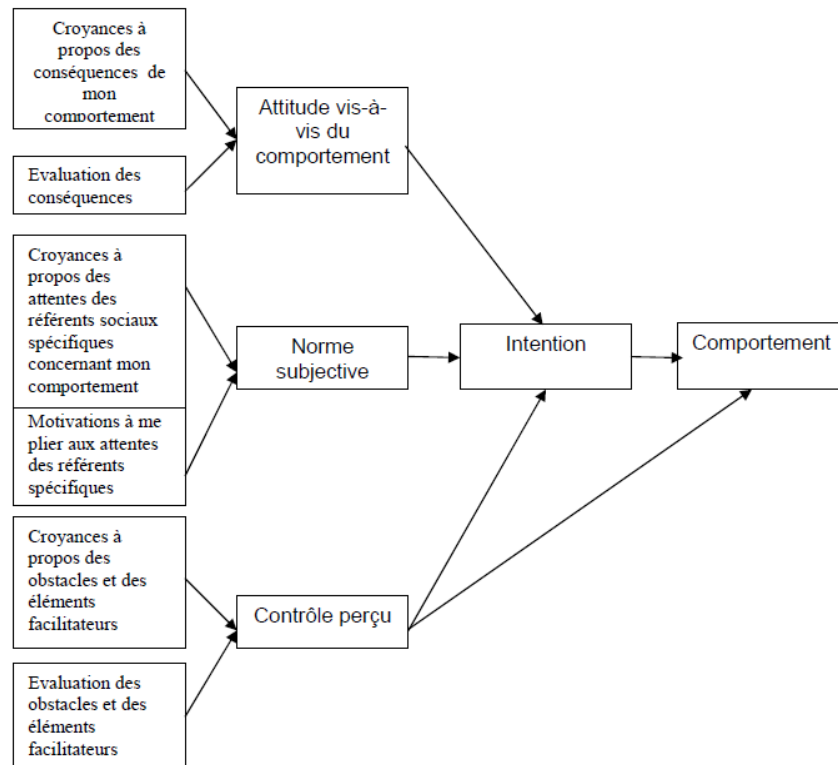 Croyances à
propos des
conséquences de
mon
comportement
Evaluation des
conséquences
Croyances à
propos des
attentes des
référents sociaux
spécifiques
concernant mon
comportement
Motivations à me
plier aux attentes
des référents
spécifiques
Croyances à
propos des
obstacles et des
éléments
facilitateurs
Evaluation des
obstacles et des
éléments
facilitateurs
Attitude vis-à-
vis du
comportement
Norme
subjective
Contrôle perçu
Intention
Comportement